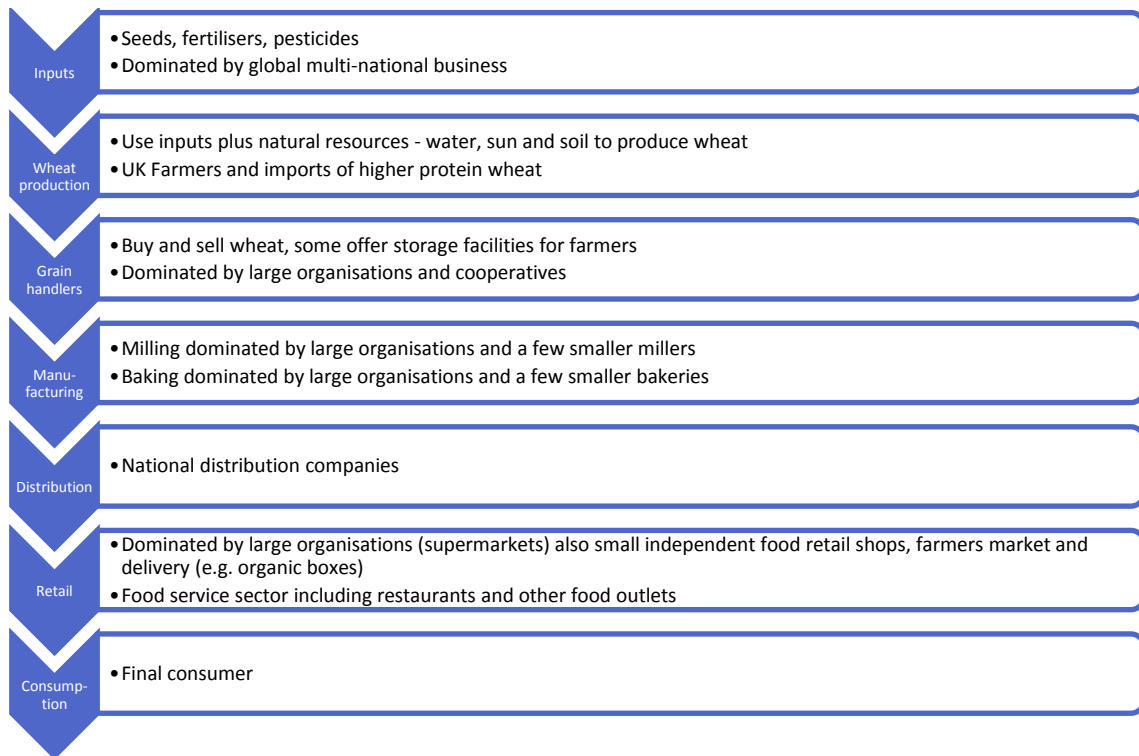 Inputs
•Seeds, fertilisers, pesticides
•Dominated by global multi-national business
Wheat
production
•Use inputs plus natural resources - water, sun and soil to produce wheat
•UK Farmers and imports of higher protein wheat
Grain
handlers
•Buy and sell wheat, some offer storage facilities for farmers
•Dominated by large organisations and cooperatives
Manu-
facturing
•Milling dominated by large organisations and a few smaller millers
•Baking dominated by large organisations and a few smaller bakeries
Distribution
•National distribution companies
Retail
•Dominated by large organisations (supermarkets) also small independent food retail shops, farmers market and
delivery (e.g. organic boxes)
•Food service sector including restaurants and other food outlets
Consump-
tion
•Final consumer